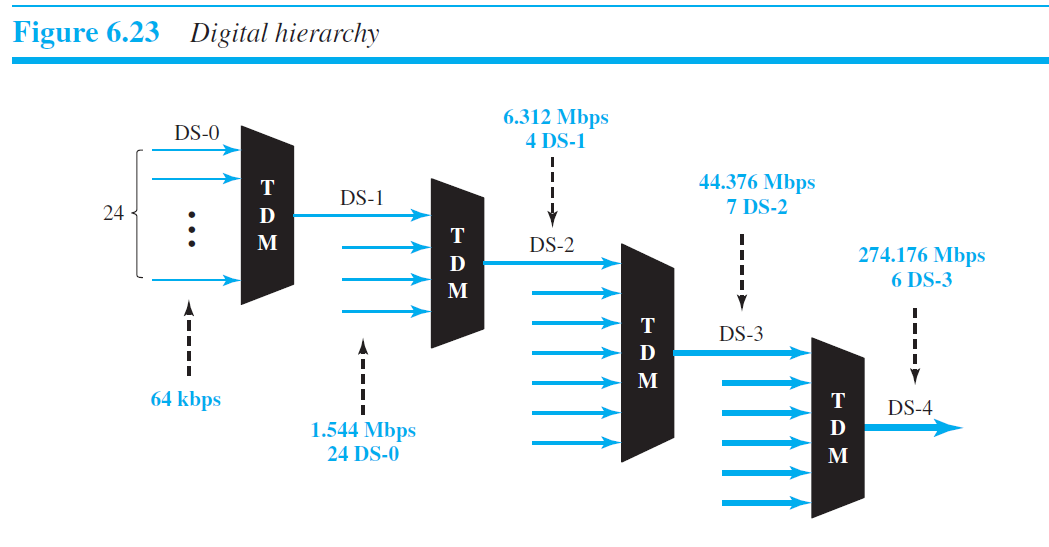 Figure 6.23 Digital hierarchy
6.312 Mbps
4 DS-1
DS-0
44.376 Mbps
7 DS-2
24
T
D
M
DS-1
T
D
M
DS-2
274.176 Mbps
6 DS-3
T
D
M
DS-3
64 kbps
1.544 Mbps
24 DS-0
T
D
M
DS-4